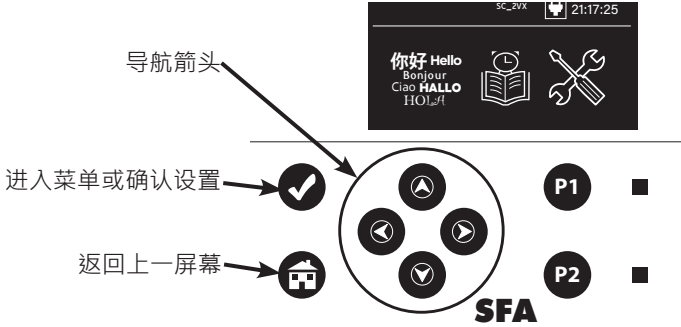 SC_2VX 21:17:25
导航箭头
你好 Hello
Bonjour
Ciao HALLO
HOLA
进入菜单或确认设置
P1
返回上一屏幕
P2
SFA